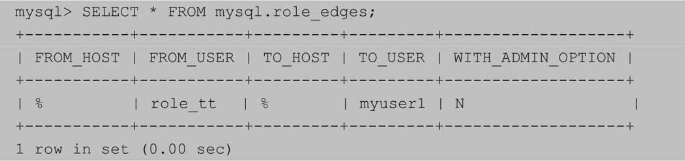 mysql> SELECT * FROM mysql.role_edges;
+-----------+-----------+---------+---------+-------------------+
| FROM_HOST | FROM_USER | TO_HOST | TO_USER | WITH_ADMIN_OPTION |
+-----------+-----------+---------+---------+-------------------+
| % | role_tt | % | myuser1 | N |
+-----------+-----------+---------+---------+-------------------+
1 row in set (0.00 sec)